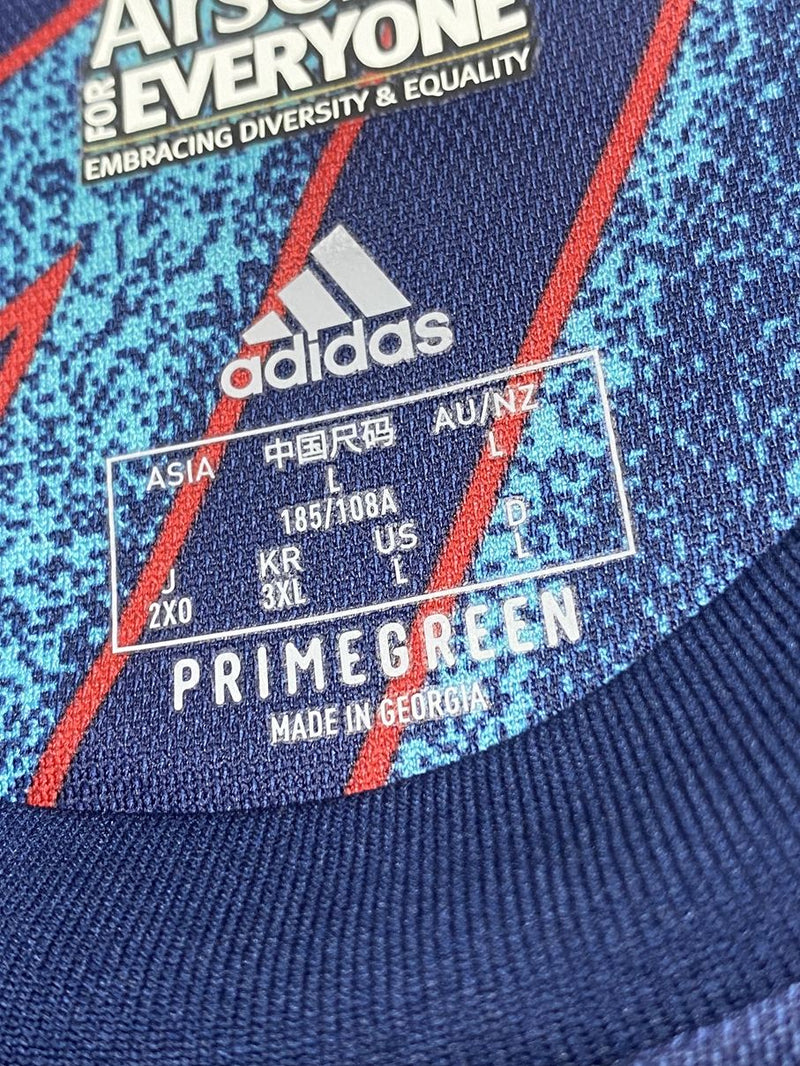 FOR EVERYONE
EMBRACING DIVERSITY & EQUALITY
adidas
ASIA 中国尺码 AU/NZ
L L
185/108A
J KR US D
2XO 3XL L L
PRIMEGREEN
MADE IN GEORGIA